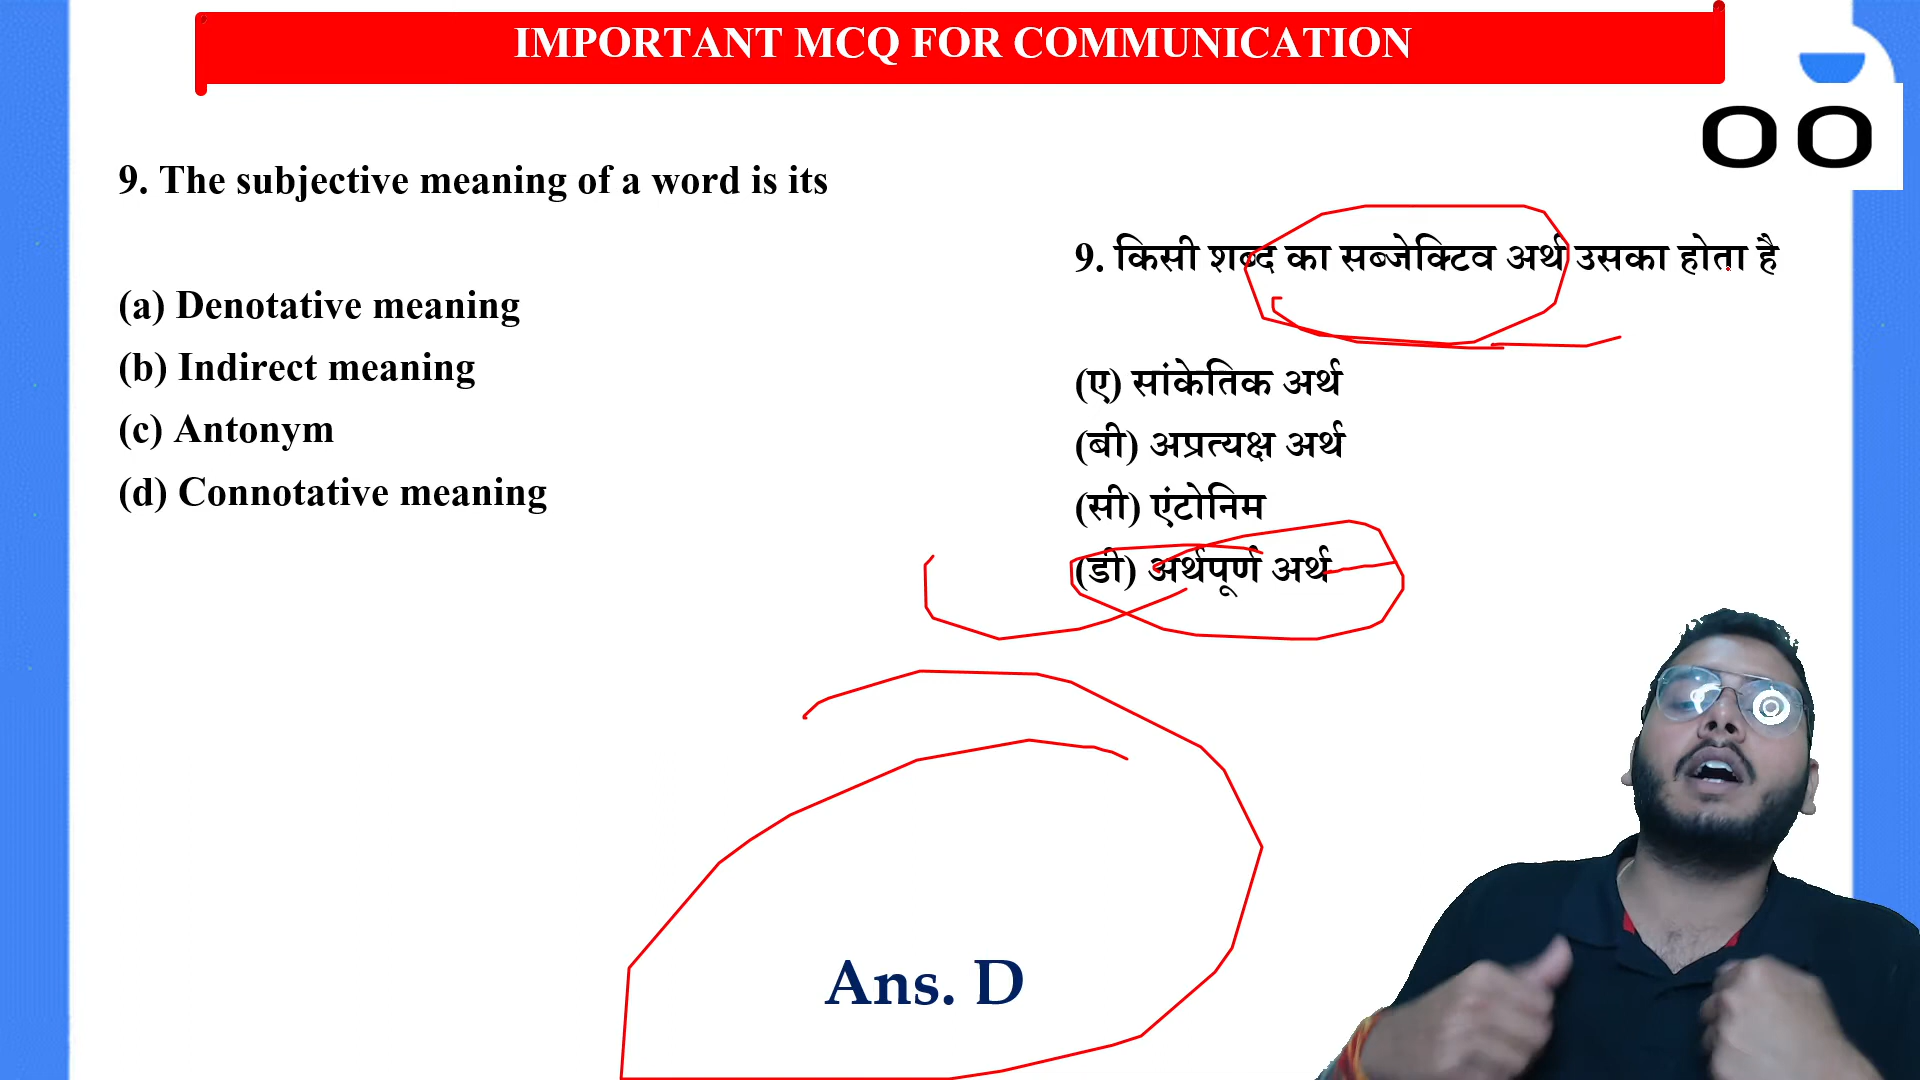 IMPORTANT MCQ FOR COMMUNICATION
9. The subjective meaning of a word is its
(a) Denotative meaning
(b) Indirect meaning
(c) Antonym
(d) Connotative meaning
9. किसी शब्द का सब्जेक्टिव अर्थ उसका होता है
(ए) सांकेतिक अर्थ
(बी) अप्रत्यक्ष अर्थ
(सी) एंटोनिम
(डी) अर्थपूर्ण अर्थ
Ans. D